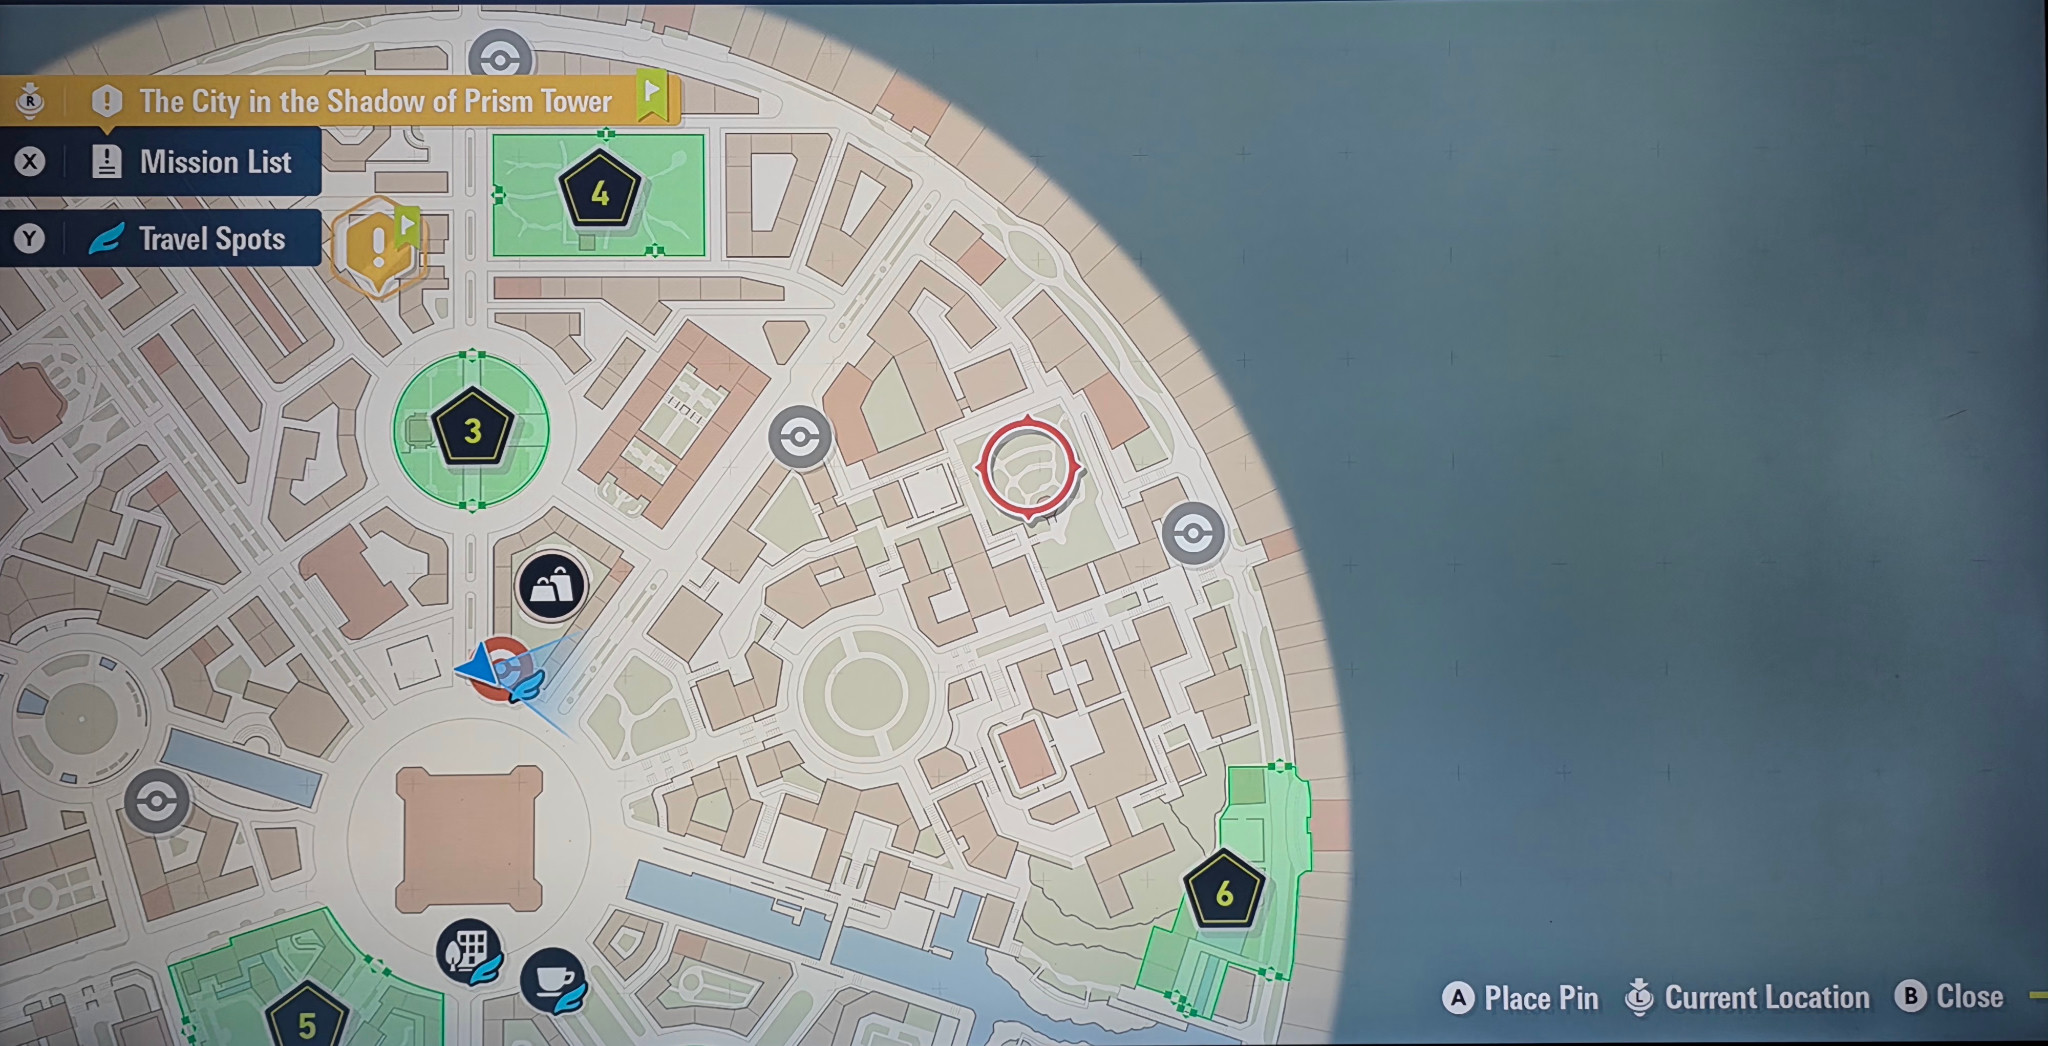 R The City in the Shadow of Prism Tower
X Mission List
Y Travel Spots
4
3
6
5
A Place Pin L Current Location B Close